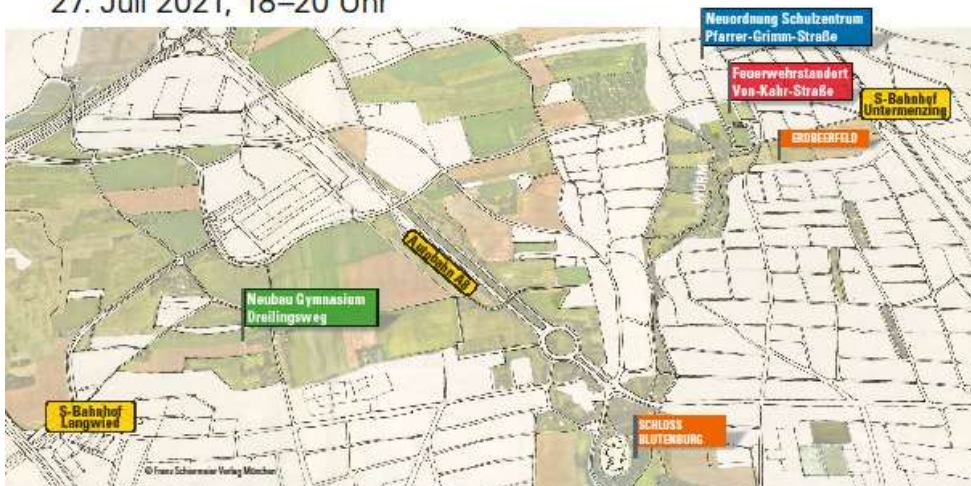 27. Juli 2021, 18–20 Uhr
Neuordnung Schulzentrum
Pfarrer-Grimm-Straße
Feuerwehrstandort
Von-Kahr-Straße
S-Bahnhof
Untermenzing
ERDBEERFELD
WÜRM
Autobahn A8
Neubau Gymnasium
Dreilingsweg
S-Bahnhof
Langwied
SCHLOSS
BLUTENBURG
© Franz Schiermeier Verlag München